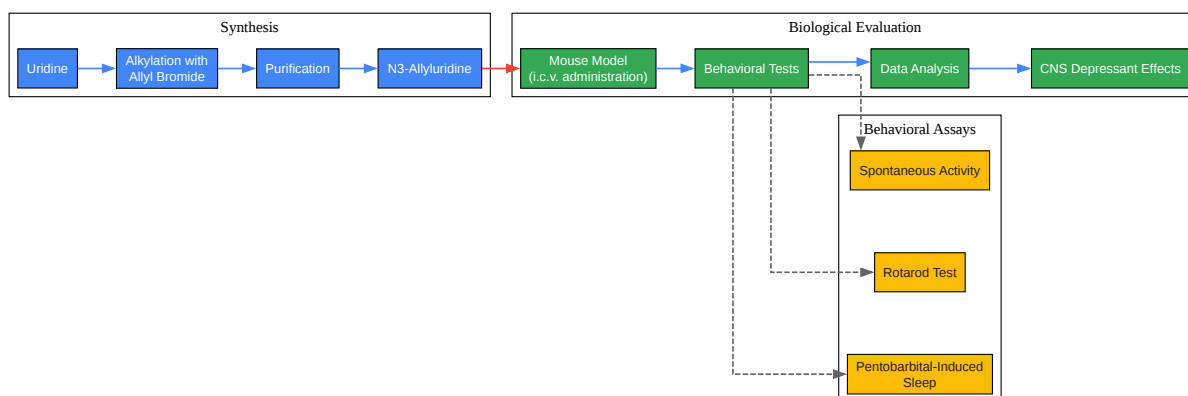 Synthesis
Uridine
Alkylation with
Allyl Bromide
Purification
N3-Allyluridine
Biological Evaluation
Mouse Model
(i.c.v. administration)
Behavioral Tests
Data Analysis
CNS Depressant Effects
Behavioral Assays
Spontaneous Activity
Rotarod Test
Pentobarbital-Induced
Sleep